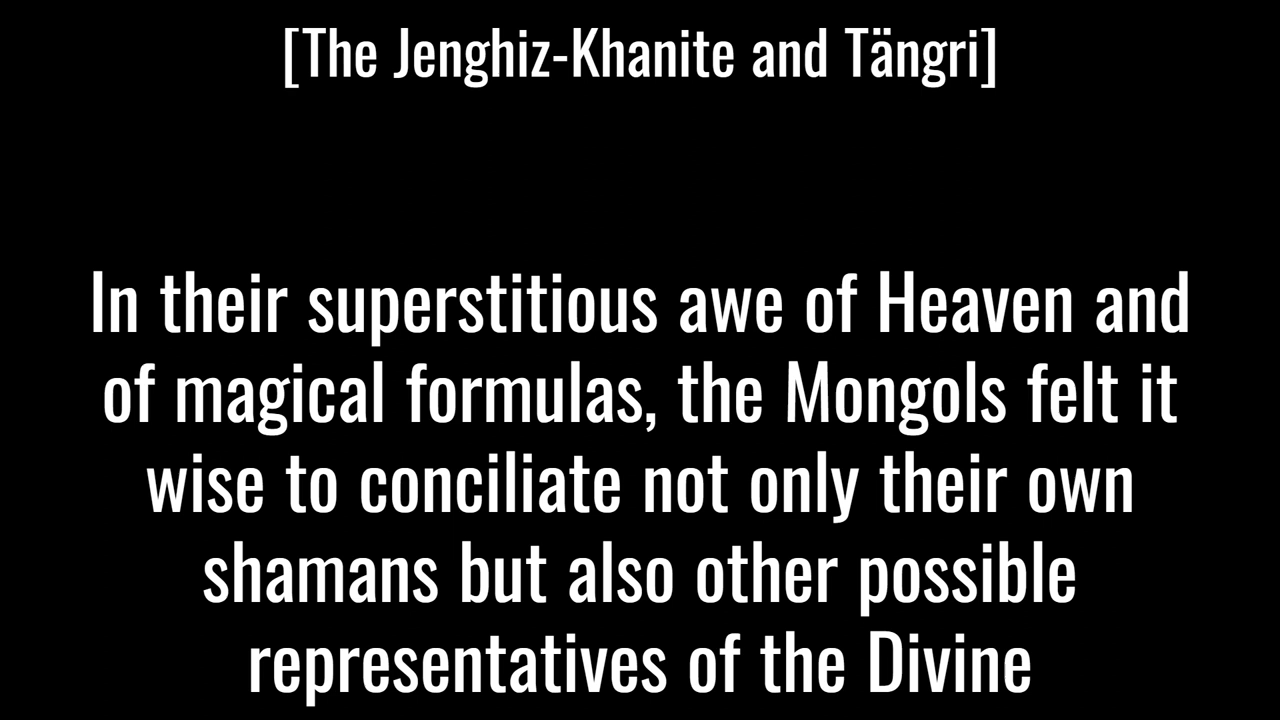 [The Jenghiz-Khanite and Tängri]
In their superstitious awe of Heaven and
of magical formulas, the Mongols felt it
wise to conciliate not only their own
shamans but also other possible
representatives of the Divine